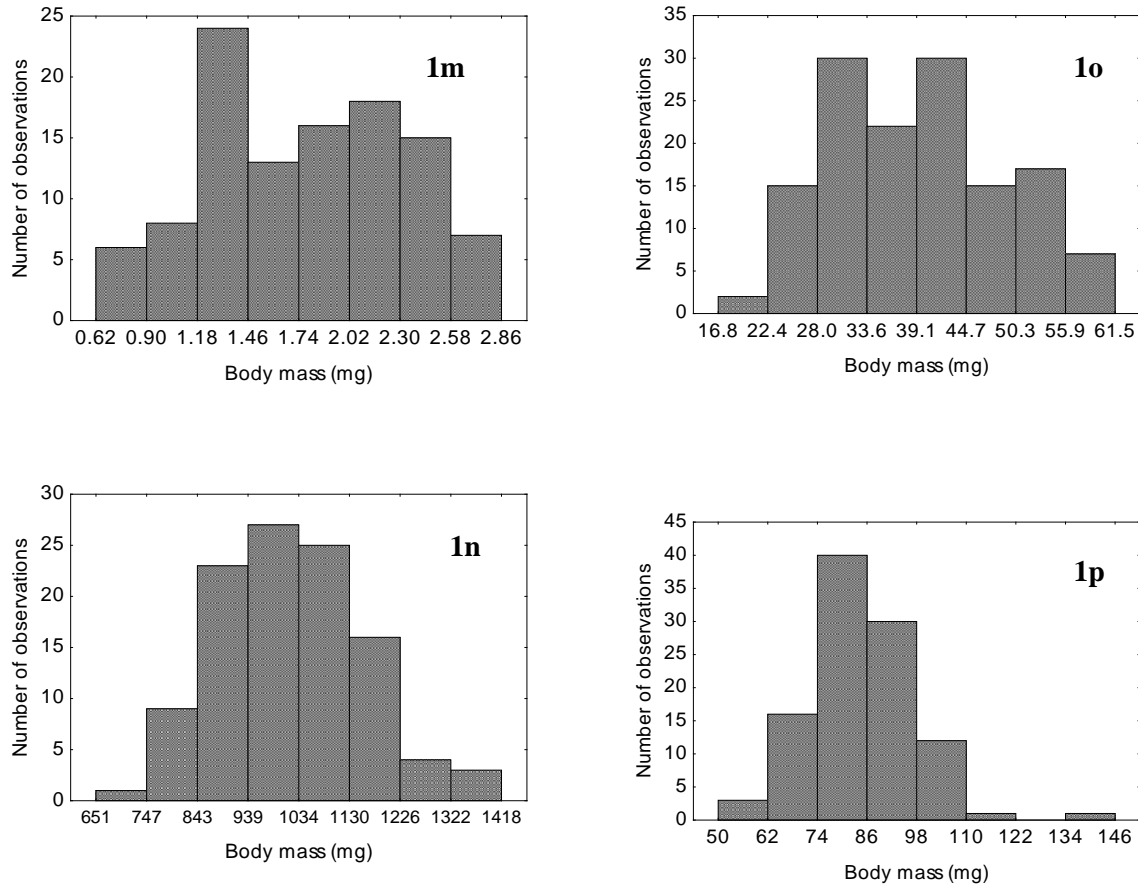 1m
Number of observations
25
20
15
10
5
0
0.62 0.90 1.18 1.46 1.74 2.02 2.30 2.58 2.86
Body mass (mg)
1o
Number of observations
35
30
25
20
15
10
5
0
16.8 22.4 28.0 33.6 39.1 44.7 50.3 55.9 61.5
Body mass (mg)
1n
Number of observations
30
25
20
15
10
5
0
651 747 843 939 1034 1130 1226 1322 1418
Body mass (mg)
1p
Number of observations
45
40
35
30
25
20
15
10
5
0
50 62 74 86 98 110 122 134 146
Body mass (mg)